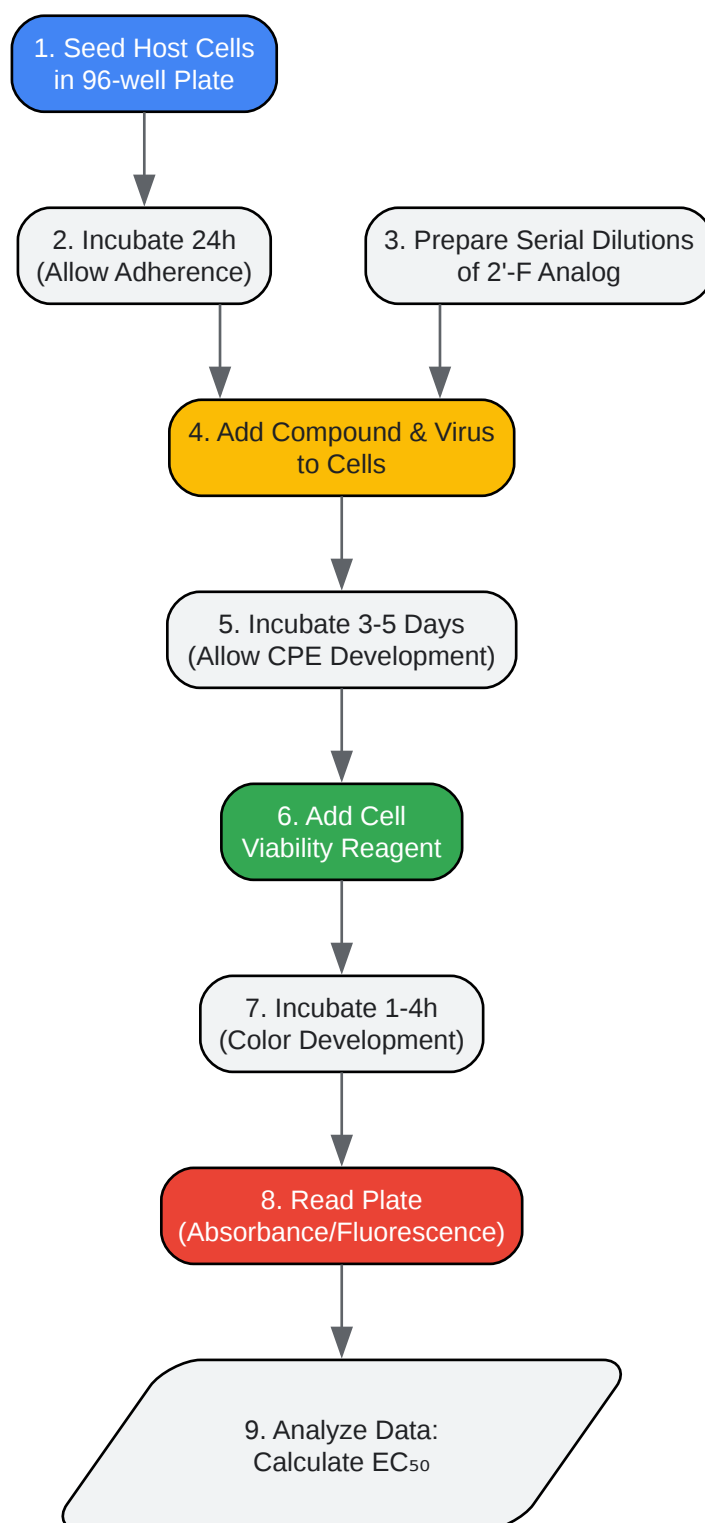 1. Seed Host Cells
in 96-well Plate
2. Incubate 24h
(Allow Adherence)
3. Prepare Serial Dilutions
of 2'-F Analog
4. Add Compound & Virus
to Cells
5. Incubate 3-5 Days
(Allow CPE Development)
6. Add Cell
Viability Reagent
7. Incubate 1-4h
(Color Development)
8. Read Plate
(Absorbance/Fluorescence)
9. Analyze Data:
Calculate EC₅₀